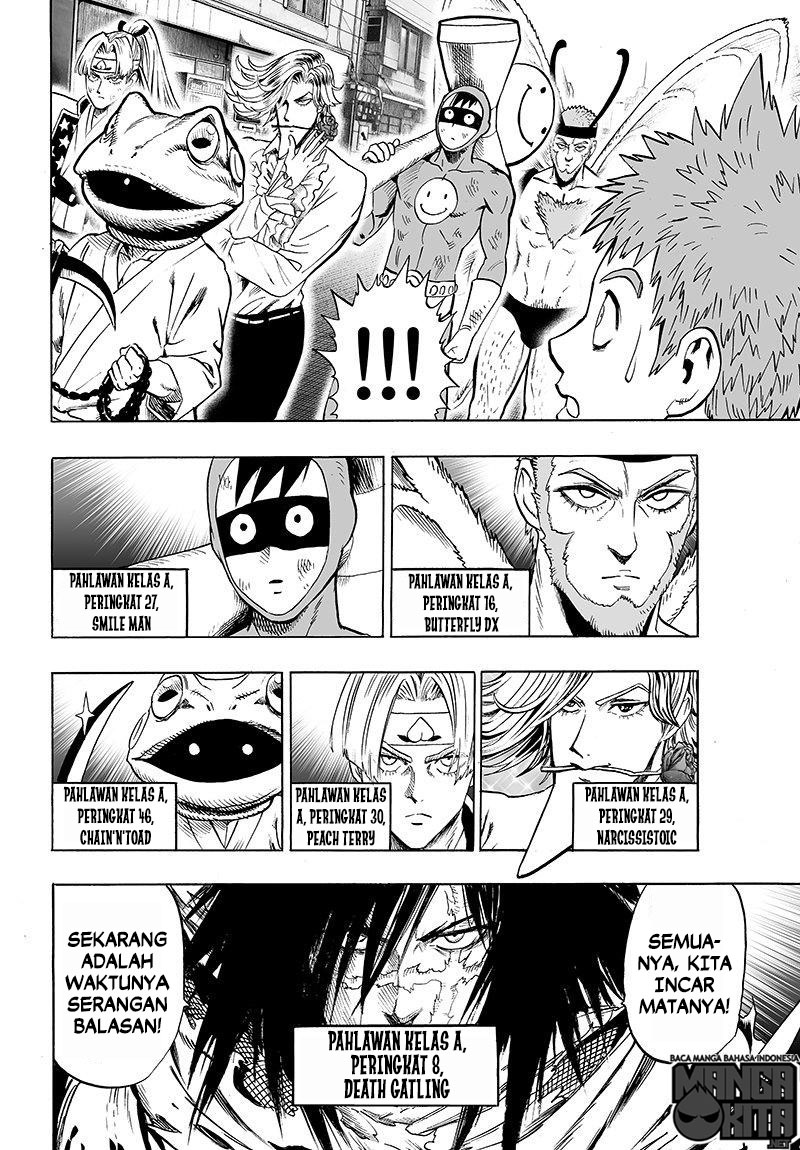 !!!
PAHLAWAN KELAS A,
PERINGKAT 16,
BUTTERFLY DX
PAHLAWAN KELAS A,
PERINGKAT 27,
SMILE MAN
PAHLAWAN KELAS A,
PERINGKAT 29,
NARCISSISTOIC
PAHLAWAN KELAS
A, PERINGKAT 30,
PEACH TERRY
PAHLAWAN KELAS A,
PERINGKAT 46,
CHAIN'N'TOAD
SEMUA-
NYA, KITA
INCAR
MATANYA!
SEKARANG
ADALAH
WAKTUNYA
SERANGAN
BALASAN!
PAHLAWAN KELAS A,
PERINGKAT 8,
DEATH GATLING
BACA MANGA BAHASA INDONESIA
MANGA
KITA
.NET